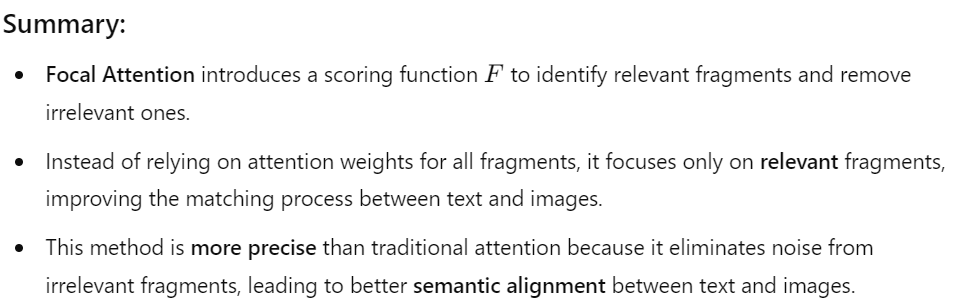 Summary:
• Focal Attention introduces a scoring function F to identify relevant fragments and remove
irrelevant ones.
• Instead of relying on attention weights for all fragments, it focuses only on relevant fragments,
improving the matching process between text and images.
• This method is more precise than traditional attention because it eliminates noise from
irrelevant fragments, leading to better semantic alignment between text and images.